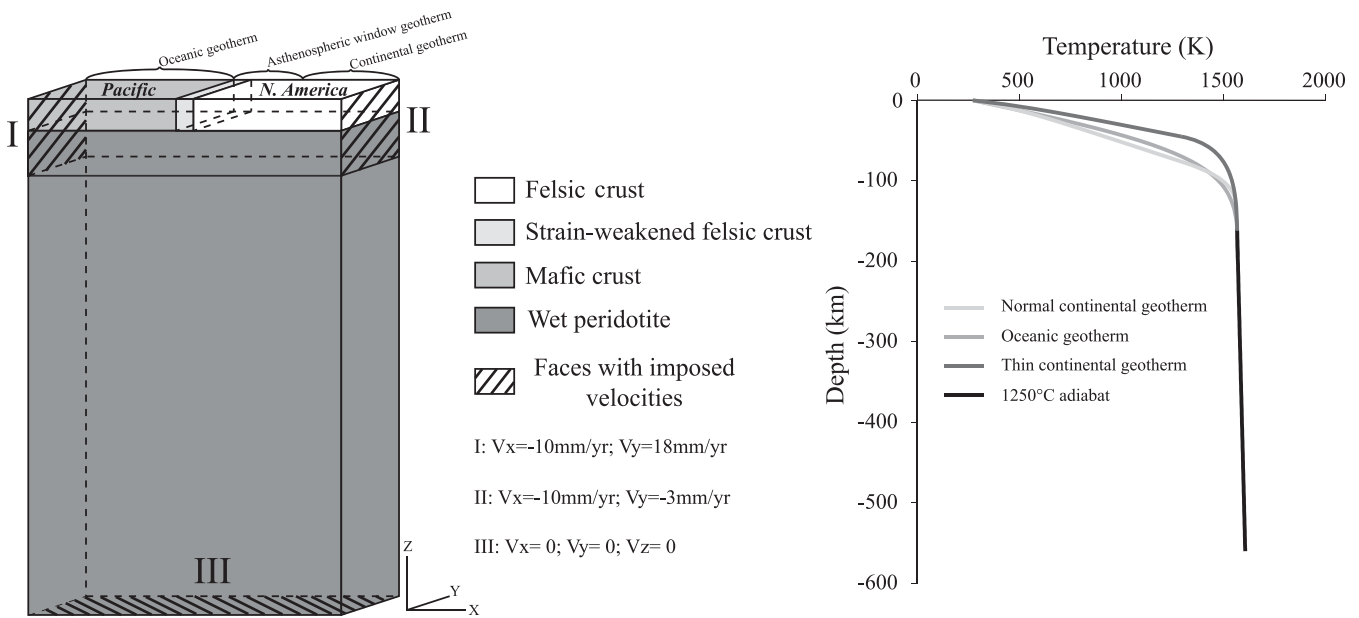 Oceanic geotherm
Asthenospheric window geotherm
Continental geotherm
Pacific
N. America
I
II
III
Z
Y
X
Felsic crust
Strain-weakened felsic crust
Mafic crust
Wet peridotite
Faces with imposed
velocities
I: Vx=-10mm/yr; Vy=18mm/yr
II: Vx=-10mm/yr; Vy=-3mm/yr
III: Vx= 0; Vy= 0; Vz= 0
Temperature (K)
0 500 1000 1500 2000
0
-100
-200
-300
-400
-500
-600
Depth (km)
Normal continental geotherm
Oceanic geotherm
Thin continental geotherm
1250°C adiabat